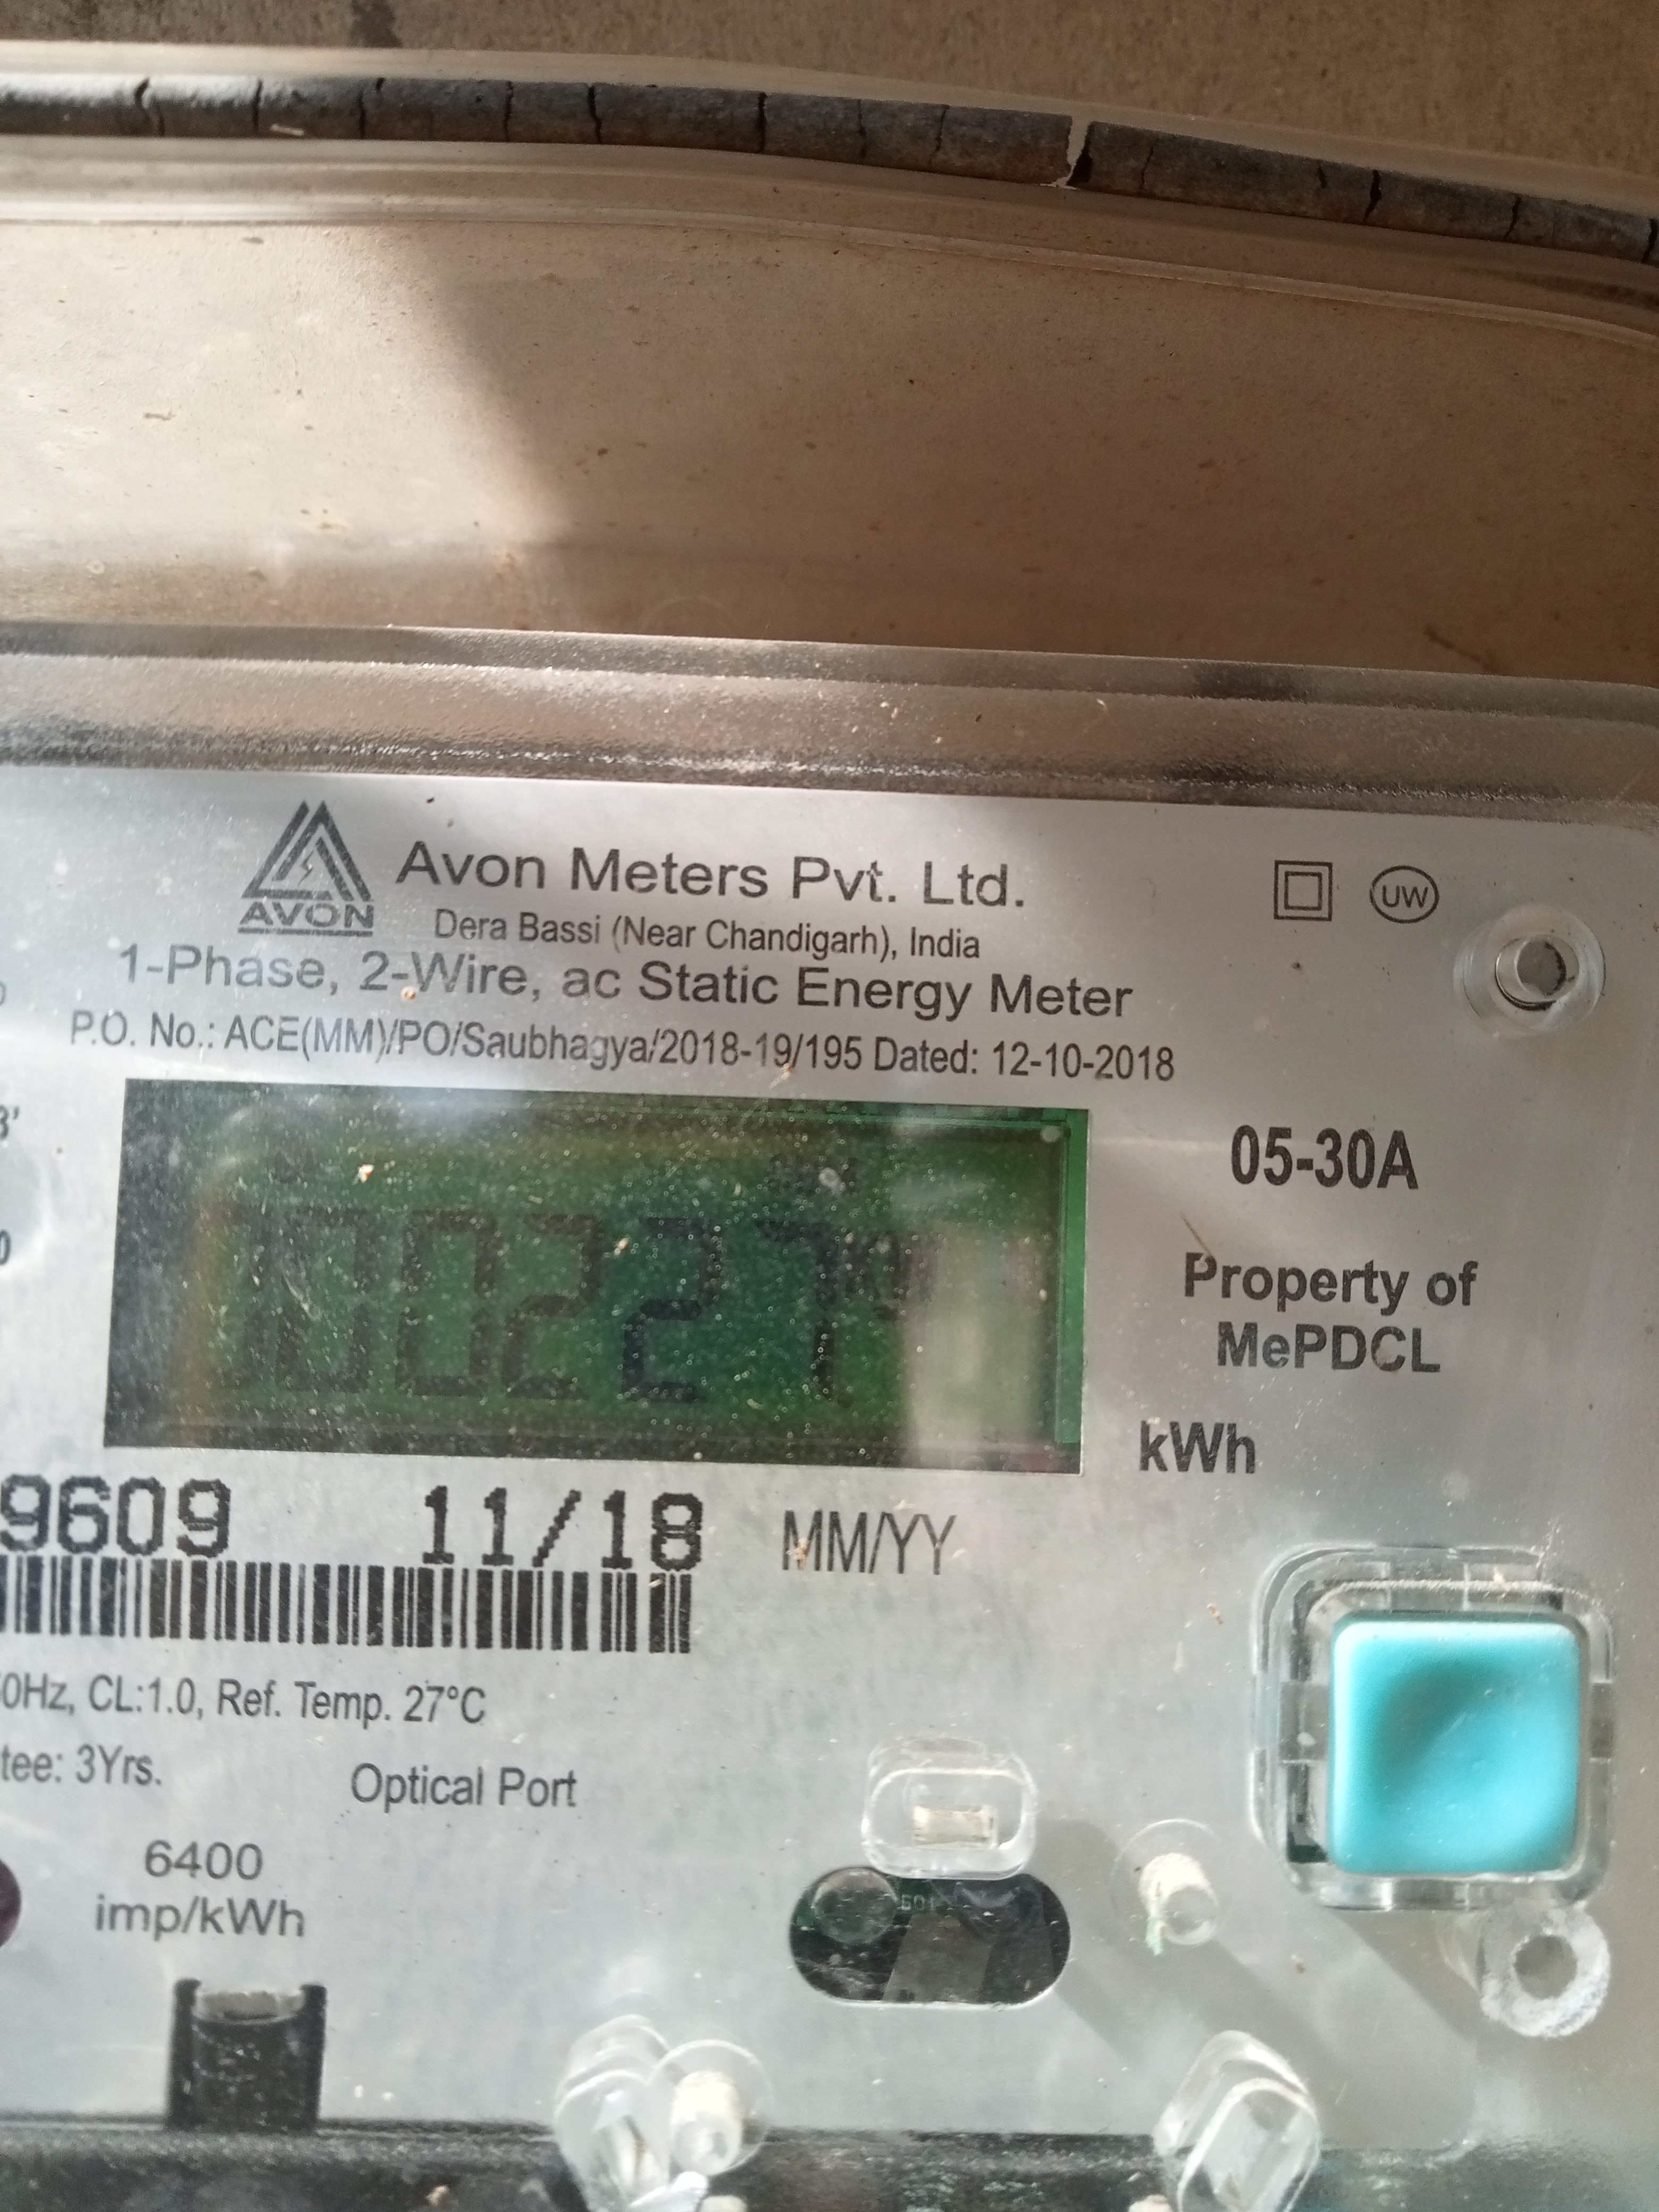 AVON
Avon Meters Pvt. Ltd.
Dera Bassi (Near Chandigarh), India
UW
1-Phase, 2-Wire, ac Static Energy Meter
P.O. No.: ACE(MM)/PO/Saubhagya/2018-19/195 Dated: 12-10-2018
05-30A
Property of
MePDCL
kWh
9609 11/18 MM/YY
0Hz, CL:1.0, Ref. Temp. 27°C
tee: 3Yrs.
Optical Port
6400
imp/kWh